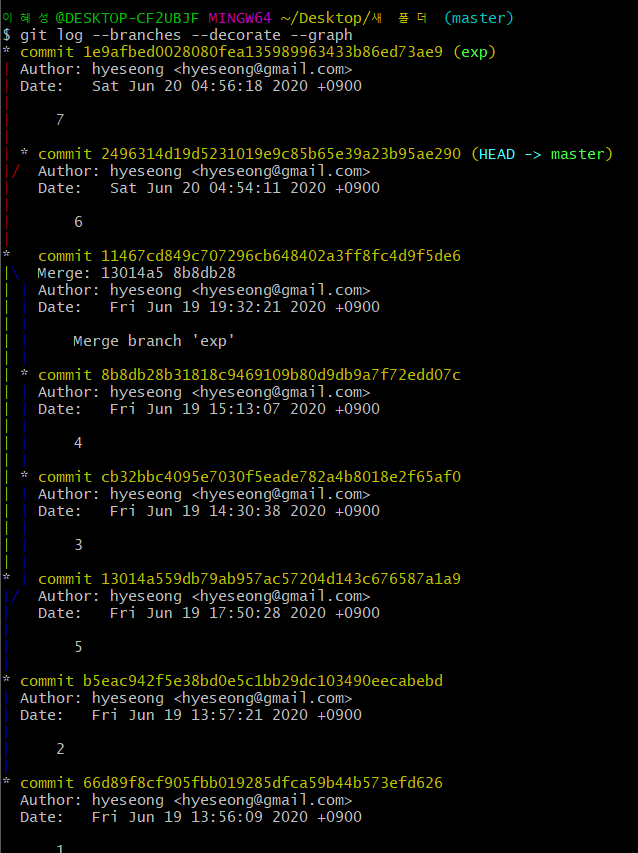 이혜성@DESKTOP-CF2UBJF MINGW64 ~/Desktop/새 폴더 (master)
$ git log --branches --decorate --graph
* commit 1e9afbed0028080fea135989963433b86ed73ae9 (exp)
| Author: hyeseong <hyeseong@gmail.com>
| Date:   Sat Jun 20 04:56:18 2020 +0900
|
|     7
|
| * commit 2496314d19d5231019e9c85b65e39a23b95ae290 (HEAD -> master)
|/  Author: hyeseong <hyeseong@gmail.com>
|   Date:   Sat Jun 20 04:54:11 2020 +0900
|
|       6
|
*   commit 11467cd849c707296cb648402a3ff8fc4d9f5de6
|\  Merge: 13014a5 8b8db28
| | Author: hyeseong <hyeseong@gmail.com>
| | Date:   Fri Jun 19 19:32:21 2020 +0900
| |
| |     Merge branch 'exp'
| |
| * commit 8b8db28b31818c9469109b80d9db9a7f72edd07c
| | Author: hyeseong <hyeseong@gmail.com>
| | Date:   Fri Jun 19 15:13:07 2020 +0900
| |
| |     4
| |
| * commit cb32bbc4095e7030f5eade782a4b8018e2f65af0
| | Author: hyeseong <hyeseong@gmail.com>
| | Date:   Fri Jun 19 14:30:38 2020 +0900
| |
| |     3
| |
* | commit 13014a559db79ab957ac57204d143c676587a1a9
|/  Author: hyeseong <hyeseong@gmail.com>
|   Date:   Fri Jun 19 17:50:28 2020 +0900
|
|       5
|
* commit b5eac942f5e38bd0e5c1bb29dc103490eecabebd
| Author: hyeseong <hyeseong@gmail.com>
| Date:   Fri Jun 19 13:57:21 2020 +0900
|
|     2
|
* commit 66d89f8cf905fbb019285dfca59b44b573efd626
  Author: hyeseong <hyeseong@gmail.com>
  Date:   Fri Jun 19 13:56:09 2020 +0900

      1